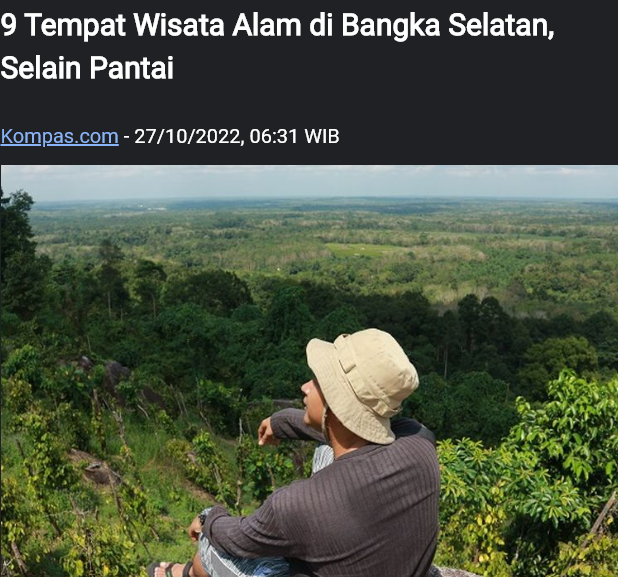 9 Tempat Wisata Alam di Bangka Selatan,
Selain Pantai
Kompas.com - 27/10/2022, 06:31 WIB